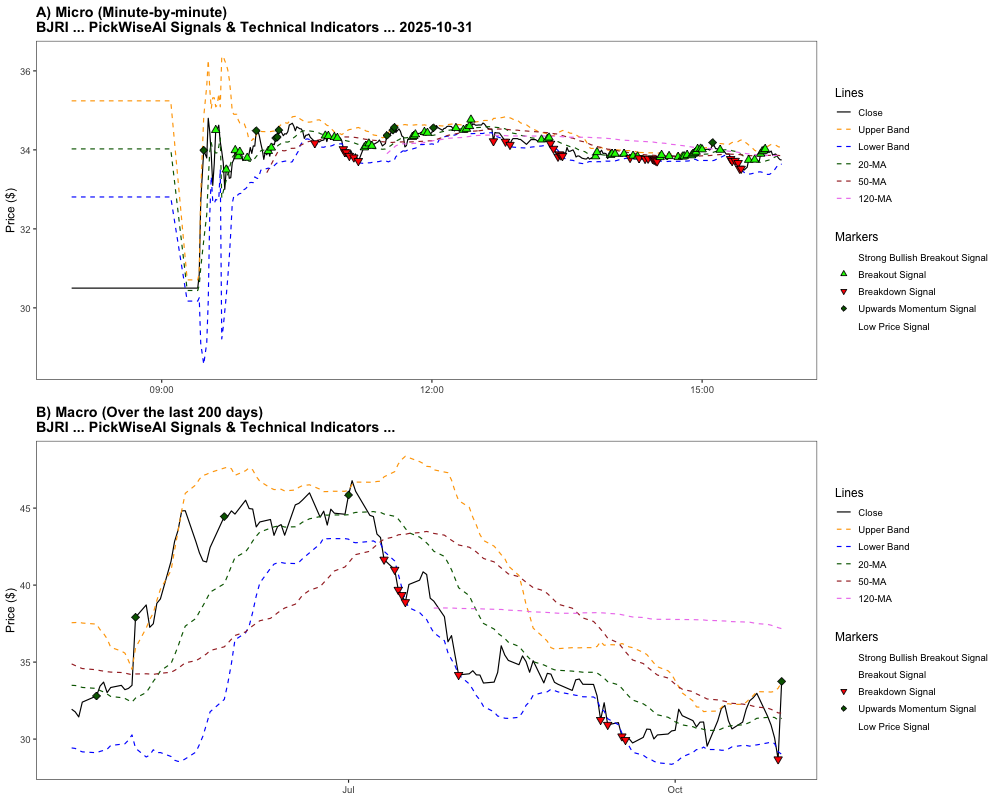 A) Micro (Minute-by-minute)
BJRI ... PickWiseAI Signals & Technical Indicators ... 2025-10-31
Price ($)
36
34
32
30
09:00
12:00
15:00
Lines
Close
Upper Band
Lower Band
20-MA
50-MA
120-MA
Markers
Strong Bullish Breakout Signal
Breakout Signal
Breakdown Signal
Upwards Momentum Signal
Low Price Signal
B) Macro (Over the last 200 days)
BJRI ... PickWiseAI Signals & Technical Indicators ...
Price ($)
45
40
35
30
Jul
Oct
Lines
Close
Upper Band
Lower Band
20-MA
50-MA
120-MA
Markers
Strong Bullish Breakout Signal
Breakout Signal
Breakdown Signal
Upwards Momentum Signal
Low Price Signal